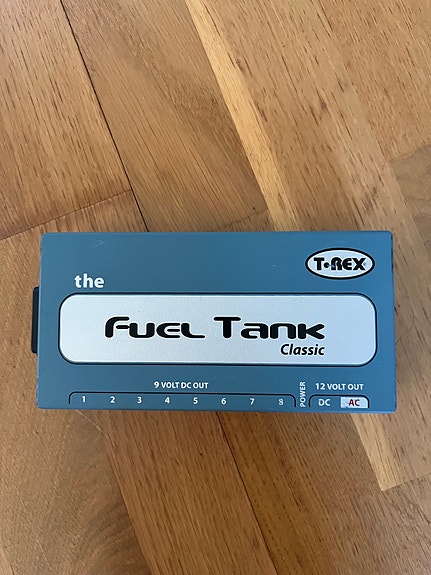 T-REX
the
Fuel Tank
Classic
9 VOLT DC OUT
1 2 3 4 5 6 7 8
POWER
12 VOLT OUT
DC AC